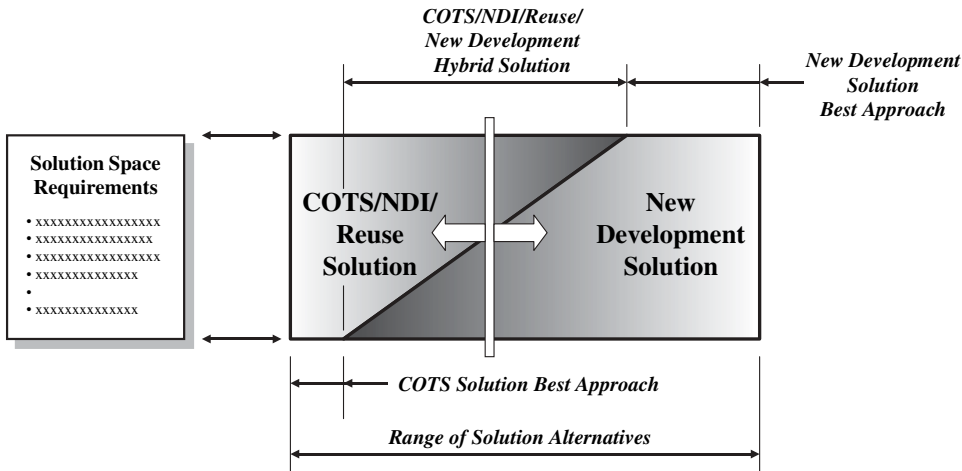 COTS/NDI/Reuse/
New Development
Hybrid Solution
New Development
Solution
Best Approach
Solution Space
Requirements
• xxxxxxxxxxxxxxxxx
• xxxxxxxxxxxxxxxx
• xxxxxxxxxxxxxxxxx
• xxxxxxxxxxxxxx
•
• xxxxxxxxxxxxxx
COTS/NDI/
Reuse
Solution
New
Development
Solution
COTS Solution Best Approach
Range of Solution Alternatives